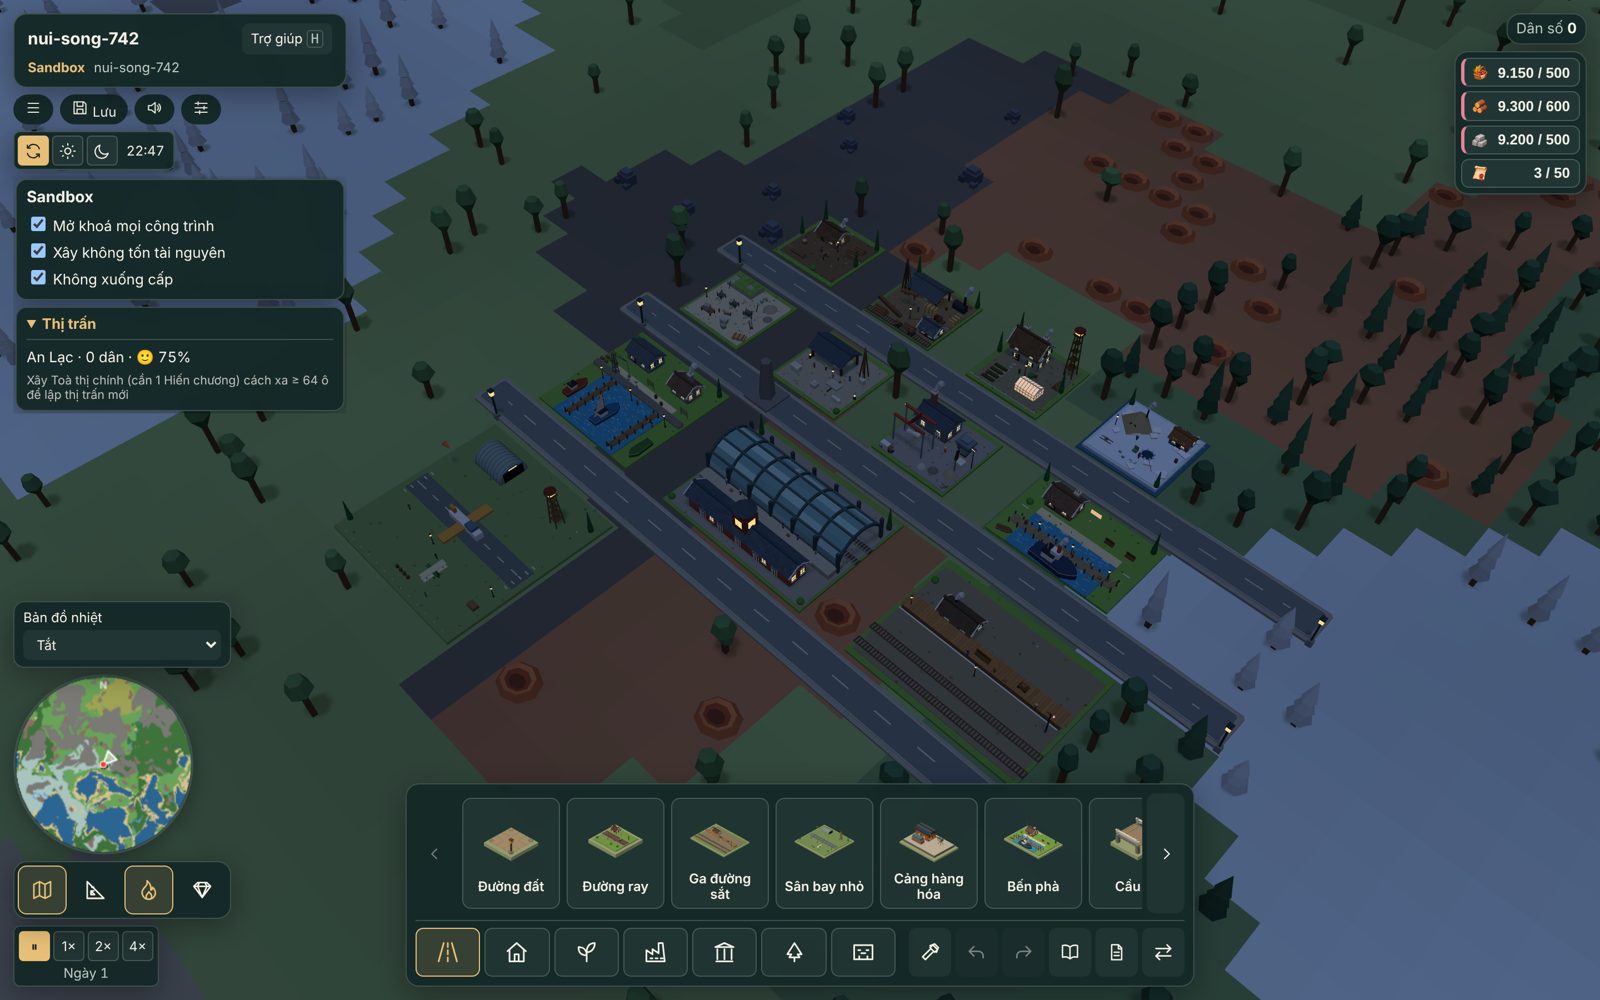 nui-song-742
Trợ giúp H
Sandbox nui-song-742
Lưu
22:47
Sandbox
Mở khoá mọi công trình
Xây không tốn tài nguyên
Không xuống cấp
▼ Thị trấn
An Lạc · 0 dân · 🙂 75%
Xây Toà thị chính (cần 1 Hiến chương) cách xa ≥ 64 ô
để lập thị trấn mới
Dân số 0
9.150 / 500
9.300 / 600
9.200 / 500
3 / 50
Bản đồ nhiệt
Tắt
N
1×
2×
4×
Ngày 1
Đường đất
Đường ray
Ga đường
sắt
Sân bay nhỏ
Cảng hàng
hóa
Bến phà
Cầu